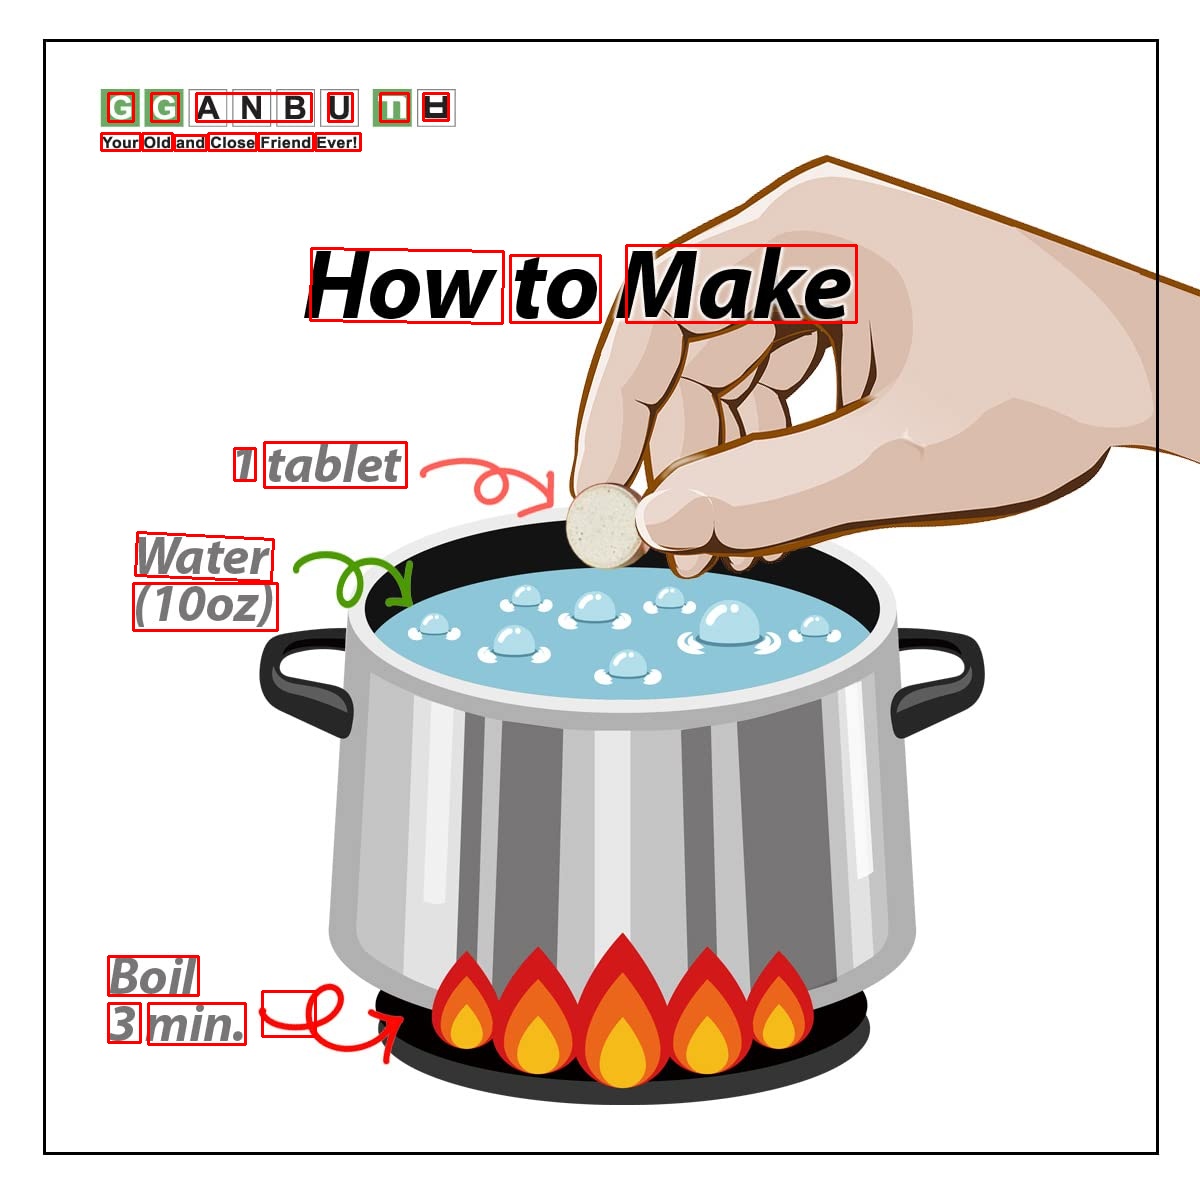 GGANBU
Your Old and Close Friend Ever!
How to Make
1 tablet
Water
(10oz)
Boil
3 min.